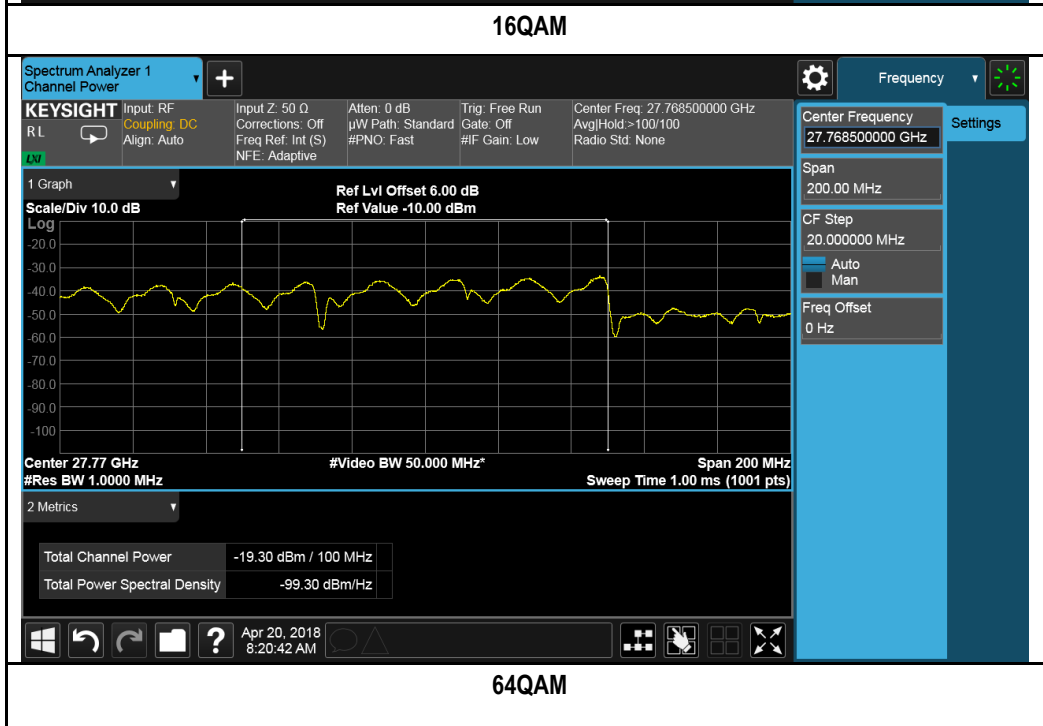 16QAM
Spectrum Analyzer 1
Channel Power
Frequency
KEYSIGHT
RL
LXI
Input: RF
Coupling: DC
Align: Auto
Input Z: 50 Ω
Corrections: Off
Freq Ref: Int (S)
NFE: Adaptive
Atten: 0 dB
µW Path: Standard
#PNO: Fast
Trig: Free Run
Gate: Off
#IF Gain: Low
Center Freq: 27.768500000 GHz
Avg|Hold:>100/100
Radio Std: None
Center Frequency
27.768500000 GHz
Settings
Span
200.00 MHz
CF Step
20.000000 MHz
Auto
Man
Freq Offset
0 Hz
1 Graph
Scale/Div 10.0 dB
Ref Lvl Offset 6.00 dB
Ref Value -10.00 dBm
Log
-20.0
-30.0
-40.0
-50.0
-60.0
-70.0
-80.0
-90.0
-100
Center 27.77 GHz
#Video BW 50.000 MHz*
Span 200 MHz
#Res BW 1.0000 MHz
Sweep Time 1.00 ms (1001 pts)
2 Metrics
Total Channel Power -19.30 dBm / 100 MHz
Total Power Spectral Density -99.30 dBm/Hz
?
Apr 20, 2018
8:20:42 AM
64QAM